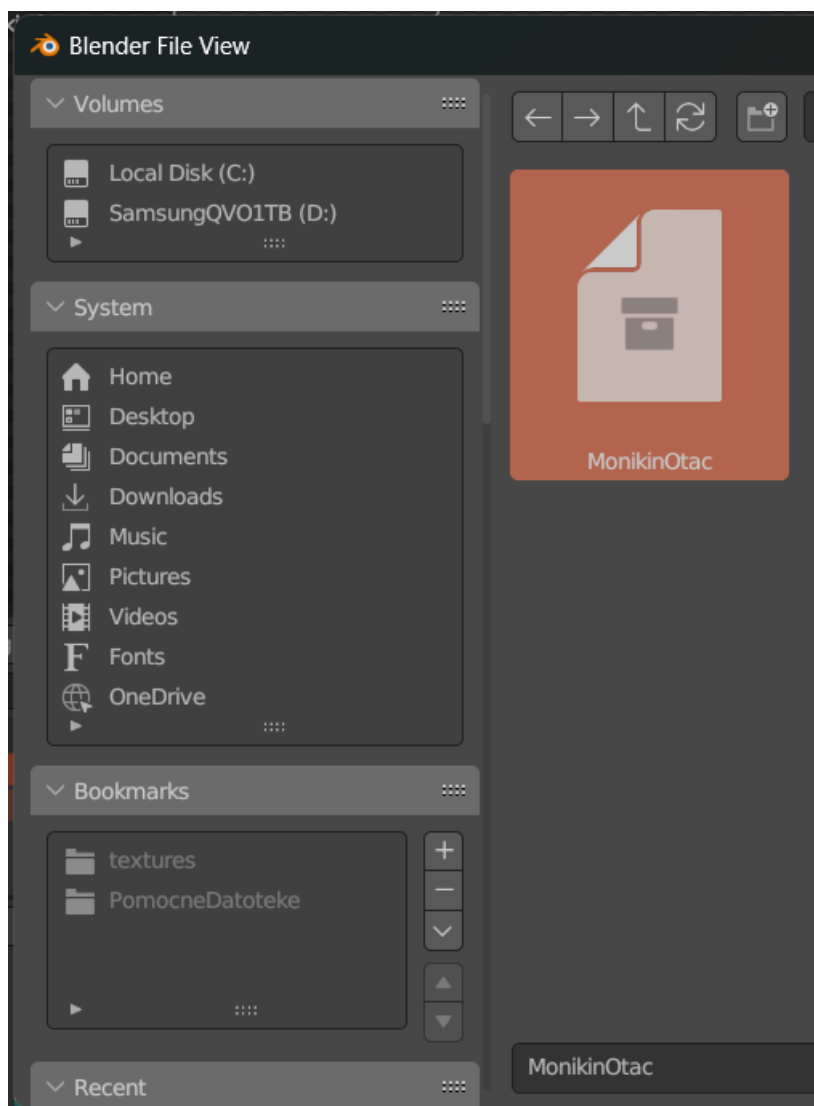 Blender File View
Volumes
Local Disk (C:)
SamsungQVO1TB (D:)
System
Home
Desktop
Documents
Downloads
Music
Pictures
Videos
Fonts
OneDrive
Bookmarks
textures
PomocneDatoteke
Recent
MonikinOtac
MonikinOtac